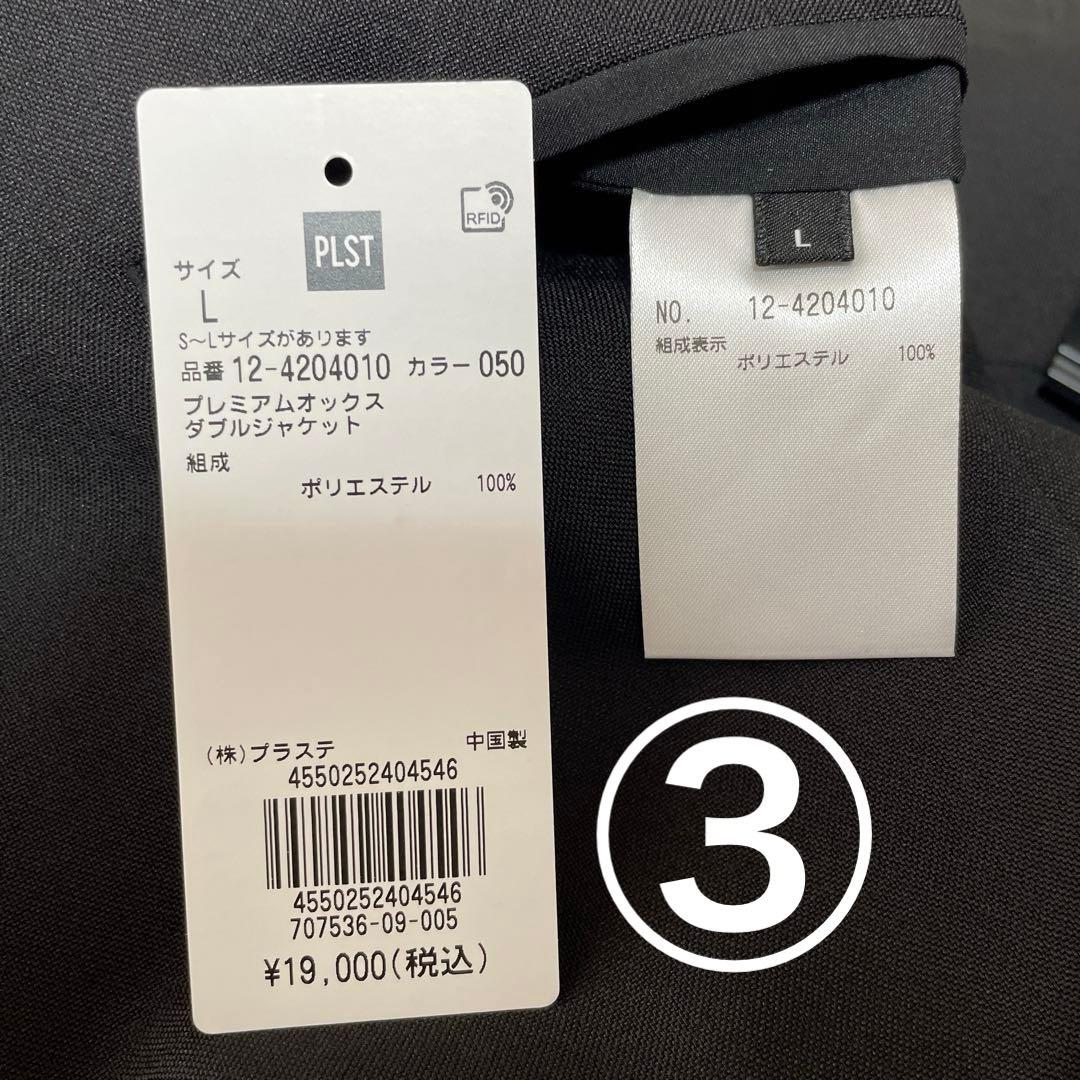 PLST
RFID
サイズ
L
S〜Lサイズがあります
品番 12-4204010 カラー 050
プレミアムオックス
ダブルジャケット
組成
ポリエステル 100%
(株)プラステ 中国製
4550252404546
4550252404546
707536-09-005
¥19,000(税込)
L
NO. 12-4204010
組成表示
ポリエステル 100%
③